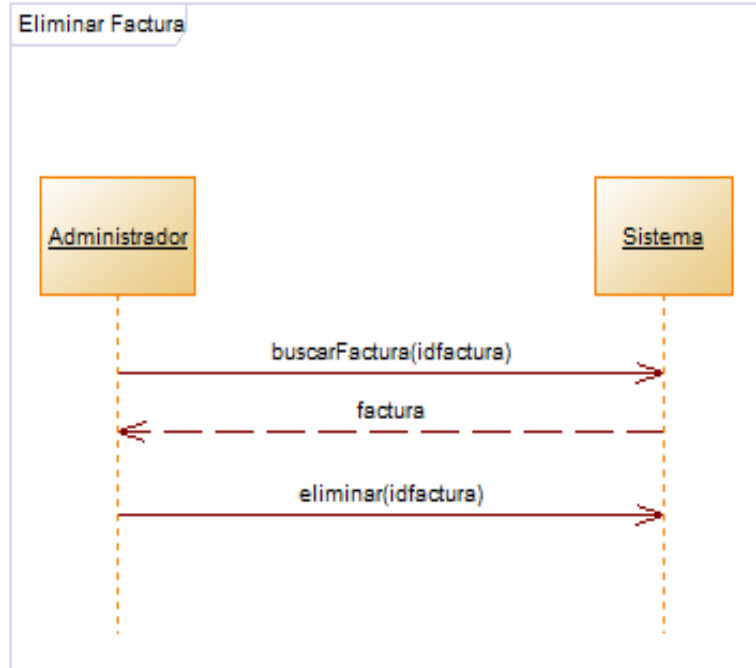 Eliminar Factura
Administrador
Sistema
buscarFactura(idfactura)
factura
eliminar(idfactura)